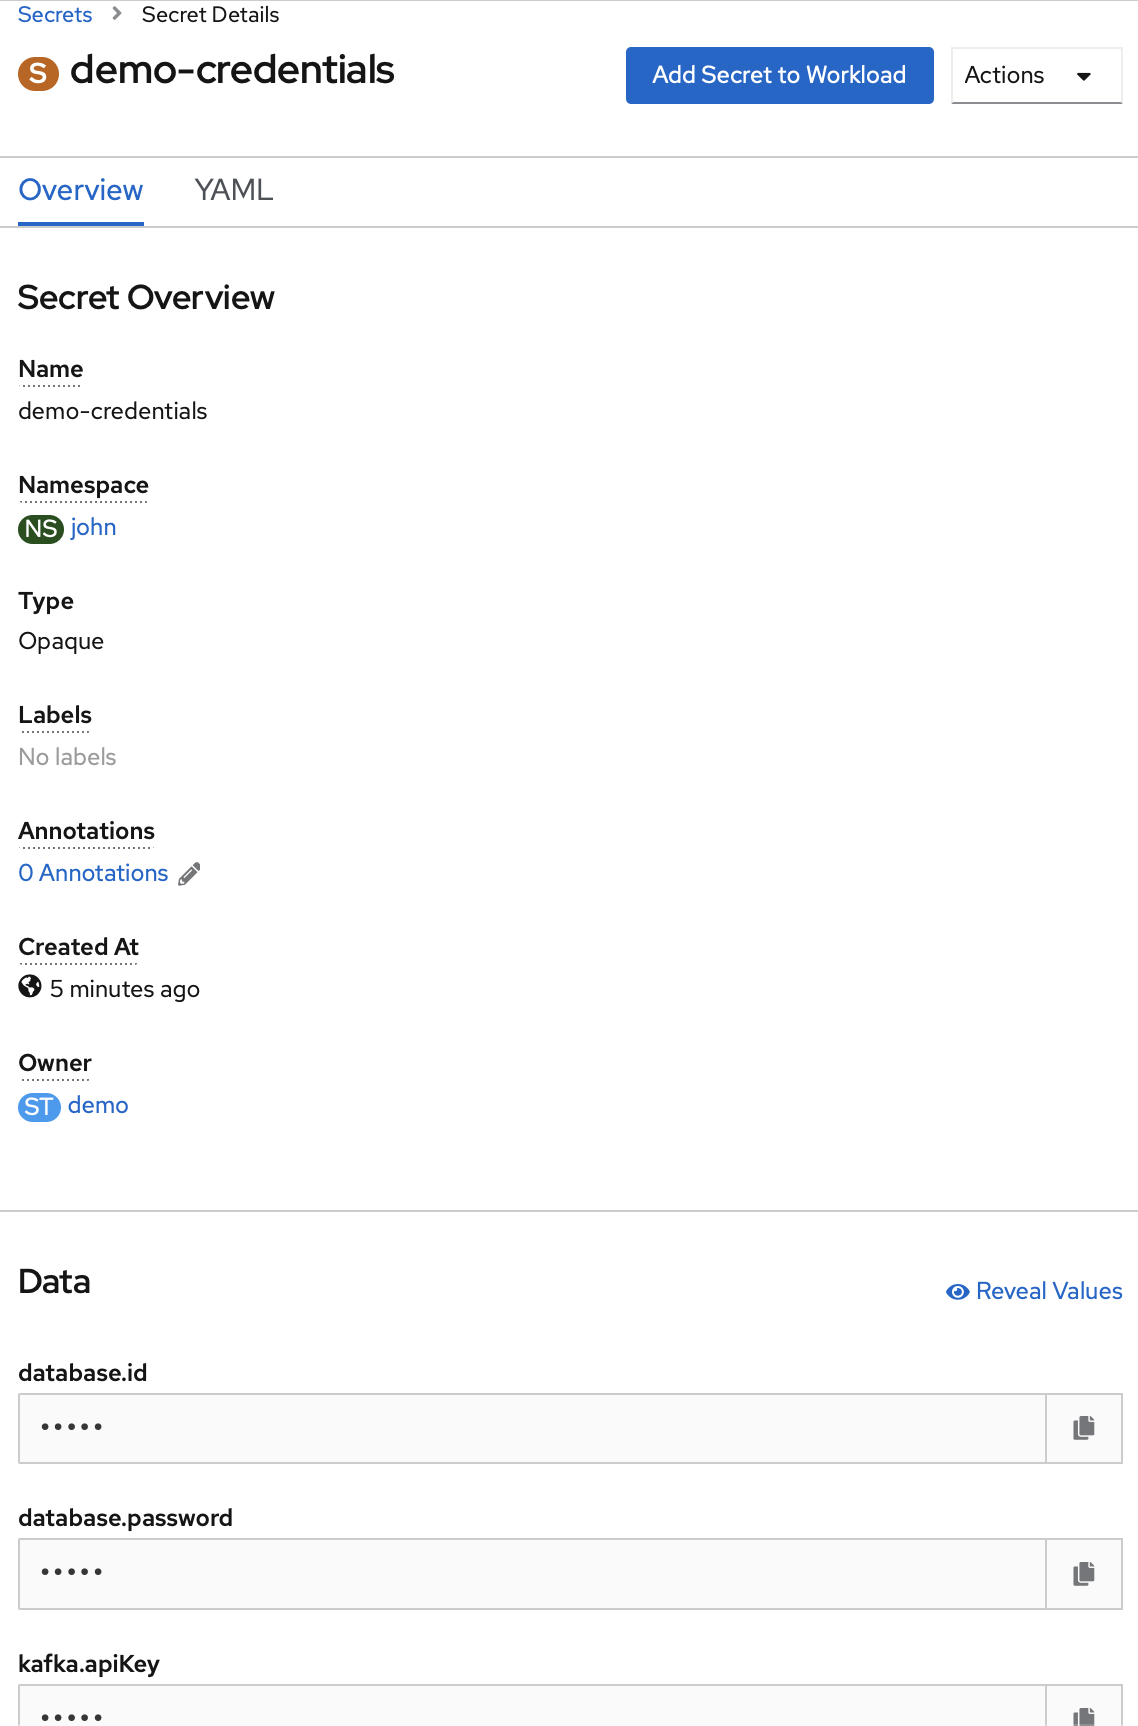 Secrets > Secret Details
S demo-credentials
Add Secret to Workload
Actions
Overview YAML
Secret Overview
Name
demo-credentials
Namespace
NS john
Type
Opaque
Labels
No labels
Annotations
0 Annotations
Created At
5 minutes ago
Owner
ST demo
Data
Reveal Values
database.id
•••••
database.password
•••••
kafka.apiKey
•••••